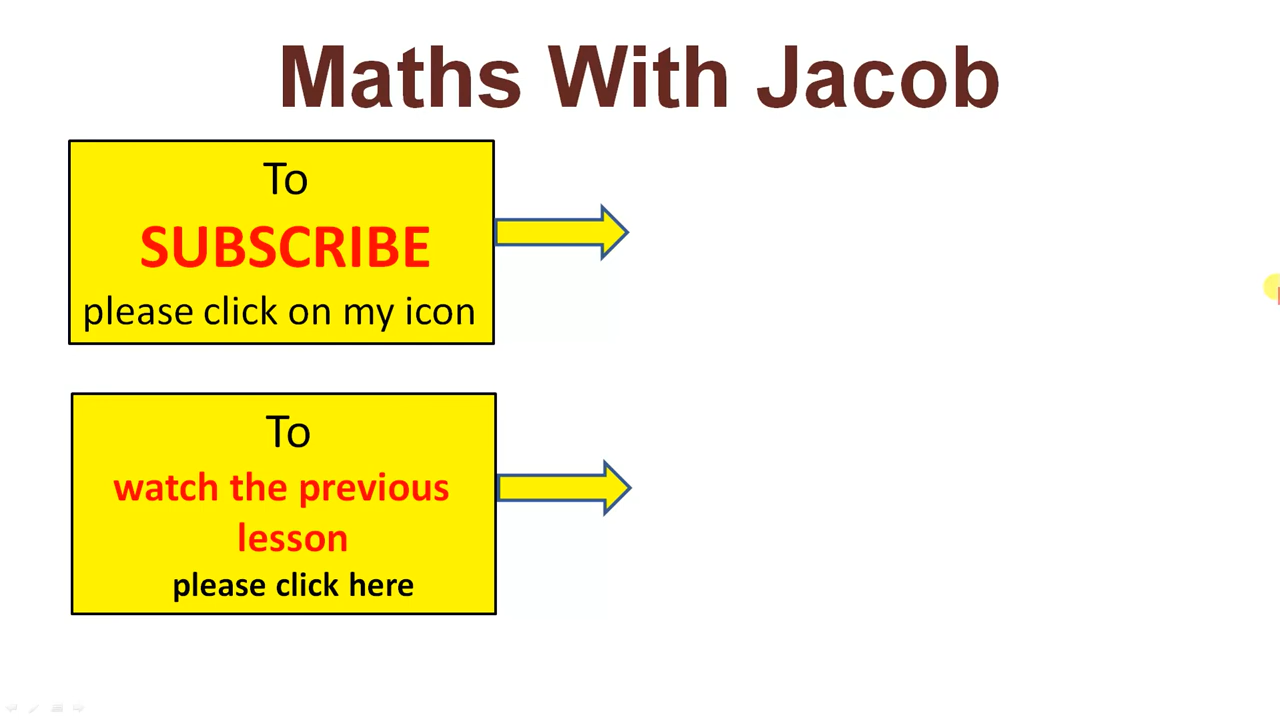 Maths With Jacob
To
SUBSCRIBE
please click on my icon
To
watch the previous
lesson
please click here